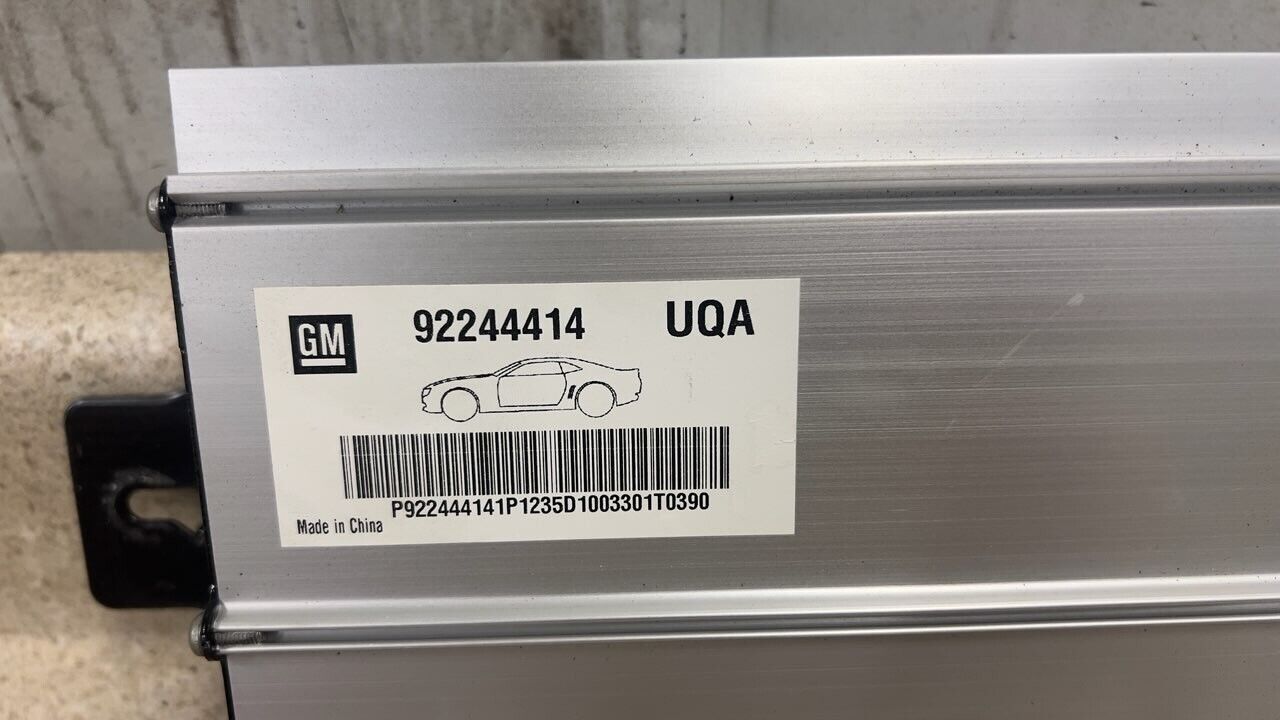 GM 92244414 UQA
P922444141P1235D1003301T0390
Made in China